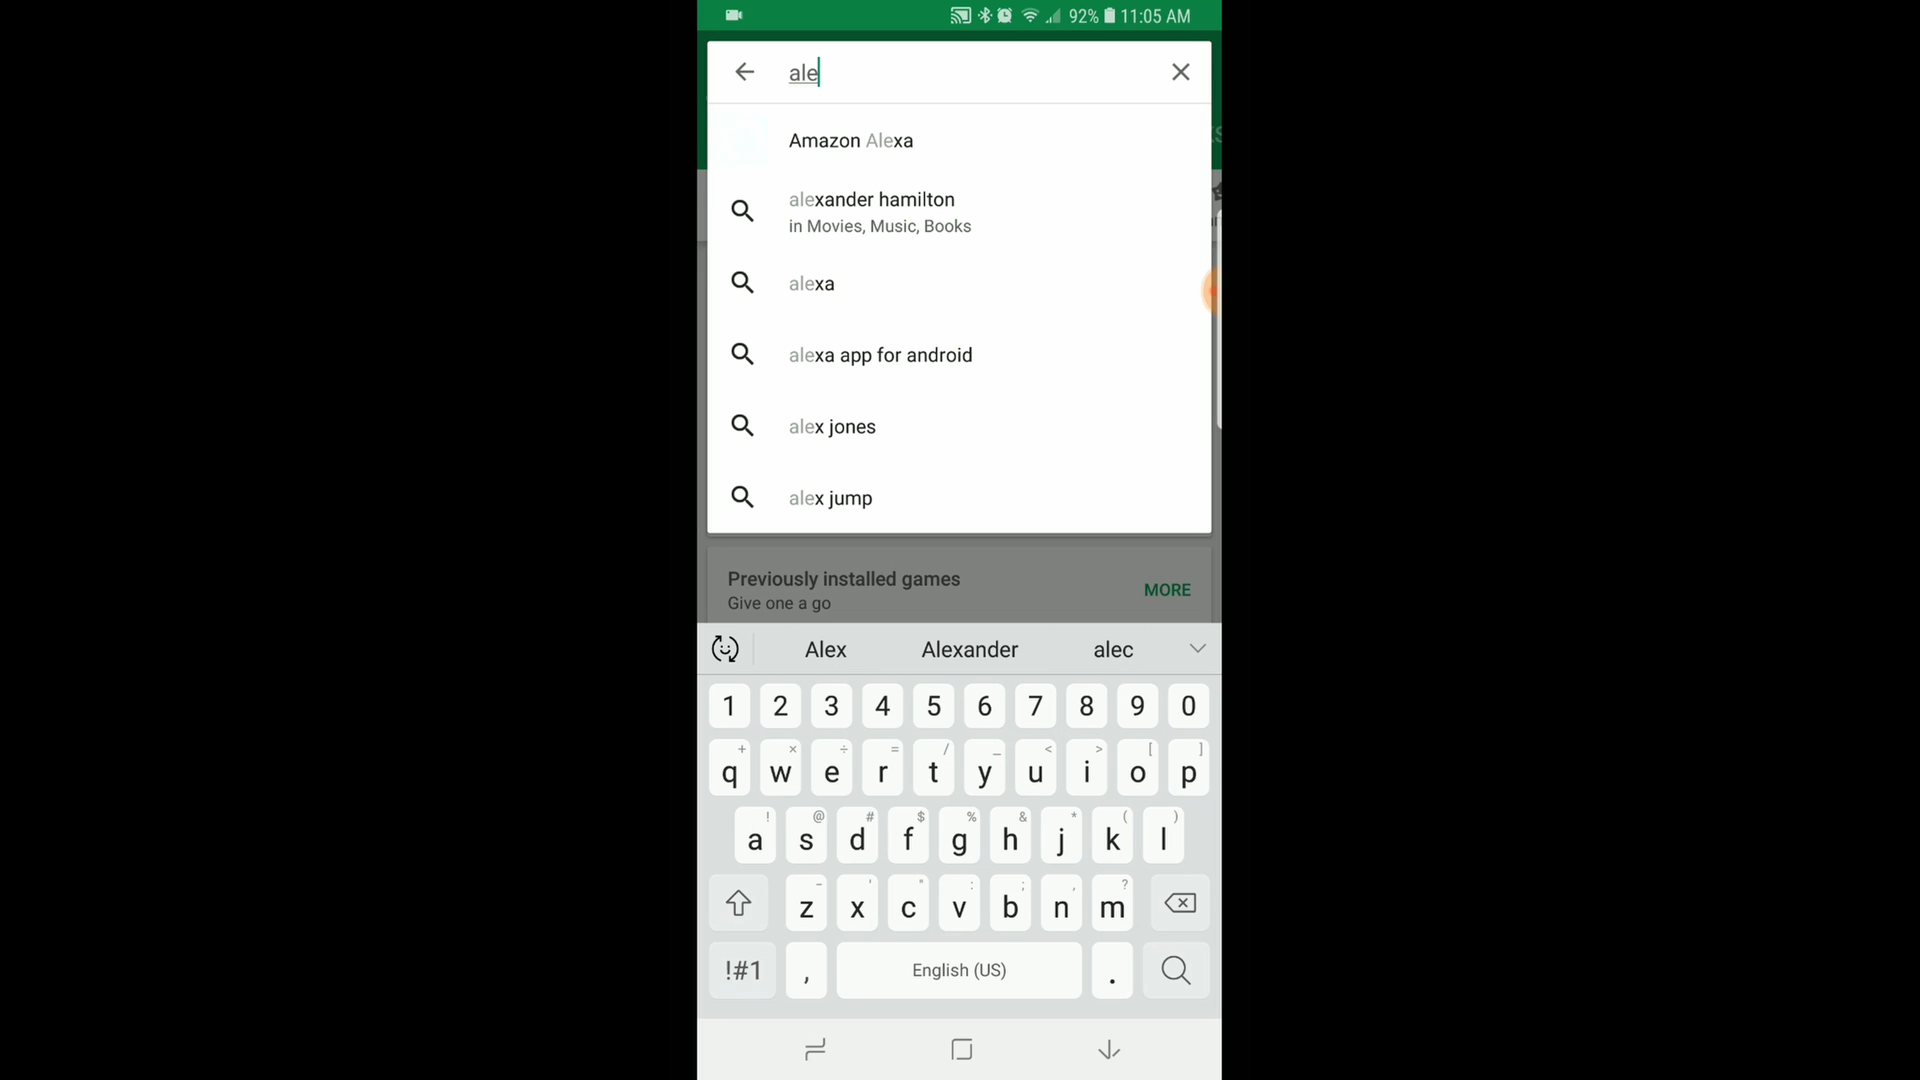 92% 11:05 AM
ale
Amazon Alexa
alexander hamilton
in Movies, Music, Books
alexa
alexa app for android
alex jones
alex jump
Previously installed games
Give one a go
MORE
Alex Alexander alec
1 2 3 4 5 6 7 8 9 0
+ × ÷ = / _ < > [ ]
q w e r t y u i o p
! @ # $ % & * ( )
a s d f g h j k l
- ' " : ; , ?
z x c v b n m
!#1 , English (US) .